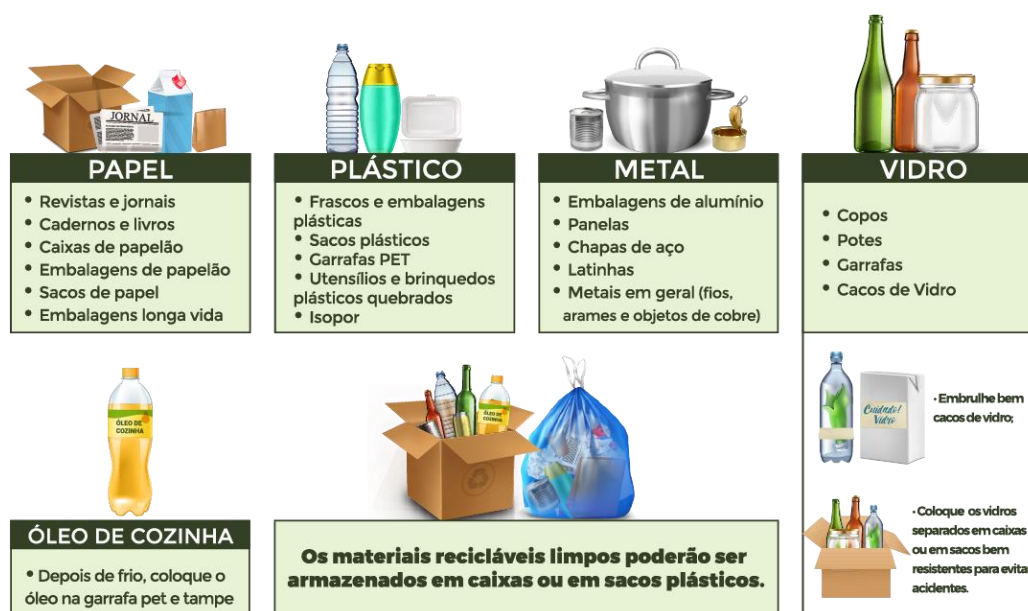 JORNAL
PAPEL
• Revistas e jornais
• Cadernos e livros
• Caixas de papelão
• Embalagens de papelão
• Sacos de papel
• Embalagens longa vida
PLÁSTICO
• Frascos e embalagens
plásticas
• Sacos plásticos
• Garrafas PET
• Utensílios e brinquedos
plásticos quebrados
• Isopor
METAL
• Embalagens de alumínio
• Panelas
• Chapas de aço
• Latinhas
• Metais em geral (fios,
arames e objetos de cobre)
VIDRO
• Copos
• Potes
• Garrafas
• Cacos de Vidro
Cuidado!
Vidro
• Embrulhe bem
cacos de vidro;
• Coloque os vidros
separados em caixas
ou em sacos bem
resistentes para evita
acidentes.
ÓLEO DE
COZINHA
ÓLEO DE COZINHA
• Depois de frio, coloque o
óleo na garrafa pet e tampe
ÓLEO DE
COZINHA
Os materiais recicláveis limpos poderão ser
armazenados em caixas ou em sacos plásticos.